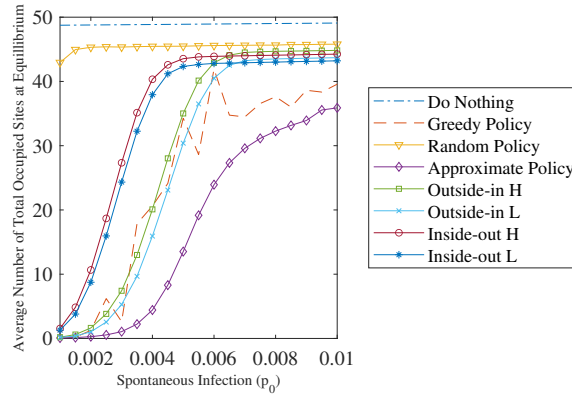 Average Number of Total Occupied Sites at Equillibrium
50
40
30
20
10
0
0.002 0.004 0.006 0.008 0.01
Spontaneous Infection (p0)
Do Nothing
Greedy Policy
Random Policy
Approximate Policy
Outside-in H
Outside-in L
Inside-out H
Inside-out L